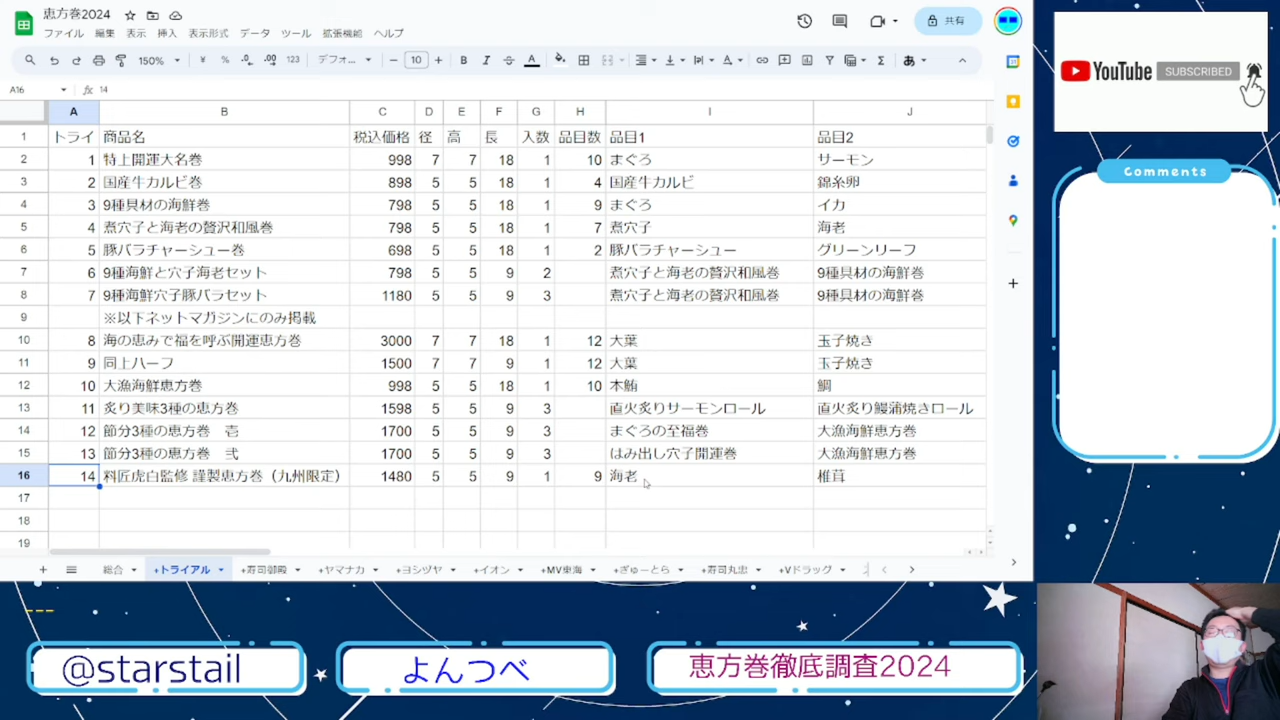 恵方巻2024
ファイル 編集 表示 挿入 表示形式 データ ツール 拡張機能 ヘルプ
共有
150% ¥ % .0 .00 123 デフォ... 10 B I A あ
A16 fx 14
A B C D E F G H I J
1 トライ 商品名 税込価格 径 高 長 入数 品目数 品目1 品目2
2 1 特上開運大名巻 998 7 7 18 1 10 まぐろ サーモン
3 2 国産牛カルビ巻 898 5 5 18 1 4 国産牛カルビ 錦糸卵
4 3 9種具材の海鮮巻 798 5 5 18 1 9 まぐろ イカ
5 4 煮穴子と海老の贅沢和風巻 798 5 5 18 1 7 煮穴子 海老
6 5 豚バラチャーシュー巻 698 5 5 18 1 2 豚バラチャーシュー グリーンリーフ
7 6 9種海鮮と穴子海老セット 798 5 5 9 2 煮穴子と海老の贅沢和風巻 9種具材の海鮮巻
8 7 9種海鮮穴子豚バラセット 1180 5 5 9 3 煮穴子と海老の贅沢和風巻 9種具材の海鮮巻
9 ※以下ネットマガジンにのみ掲載
10 8 海の恵みで福を呼ぶ開運恵方巻 3000 7 7 18 1 12 大葉 玉子焼き
11 9 同上ハーフ 1500 7 7 9 1 12 大葉 玉子焼き
12 10 大漁海鮮恵方巻 998 5 5 18 1 10 本鮪 鯛
13 11 炙り美味3種の恵方巻 1598 5 5 9 3 直火炙りサーモンロール 直火炙り鰻蒲焼きロール
14 12 節分3種の恵方巻 壱 1700 5 5 9 3 まぐろの至福巻 大漁海鮮恵方巻
15 13 節分3種の恵方巻 弐 1700 5 5 9 3 はみ出し穴子開運巻 大漁海鮮恵方巻
16 14 料匠虎白監修 謹製恵方巻（九州限定） 1480 5 5 9 1 9 海老 椎茸
17
18
19
+ 総合 +トライアル +寿司御殿 +ヤマナカ +ヨシヅヤ +イオン +MV東海 +ぎゅーとら +寿司丸忠 +Vドラッグ
YouTube SUBSCRIBED
Comments
@starstail
よんつべ
恵方巻徹底調査2024